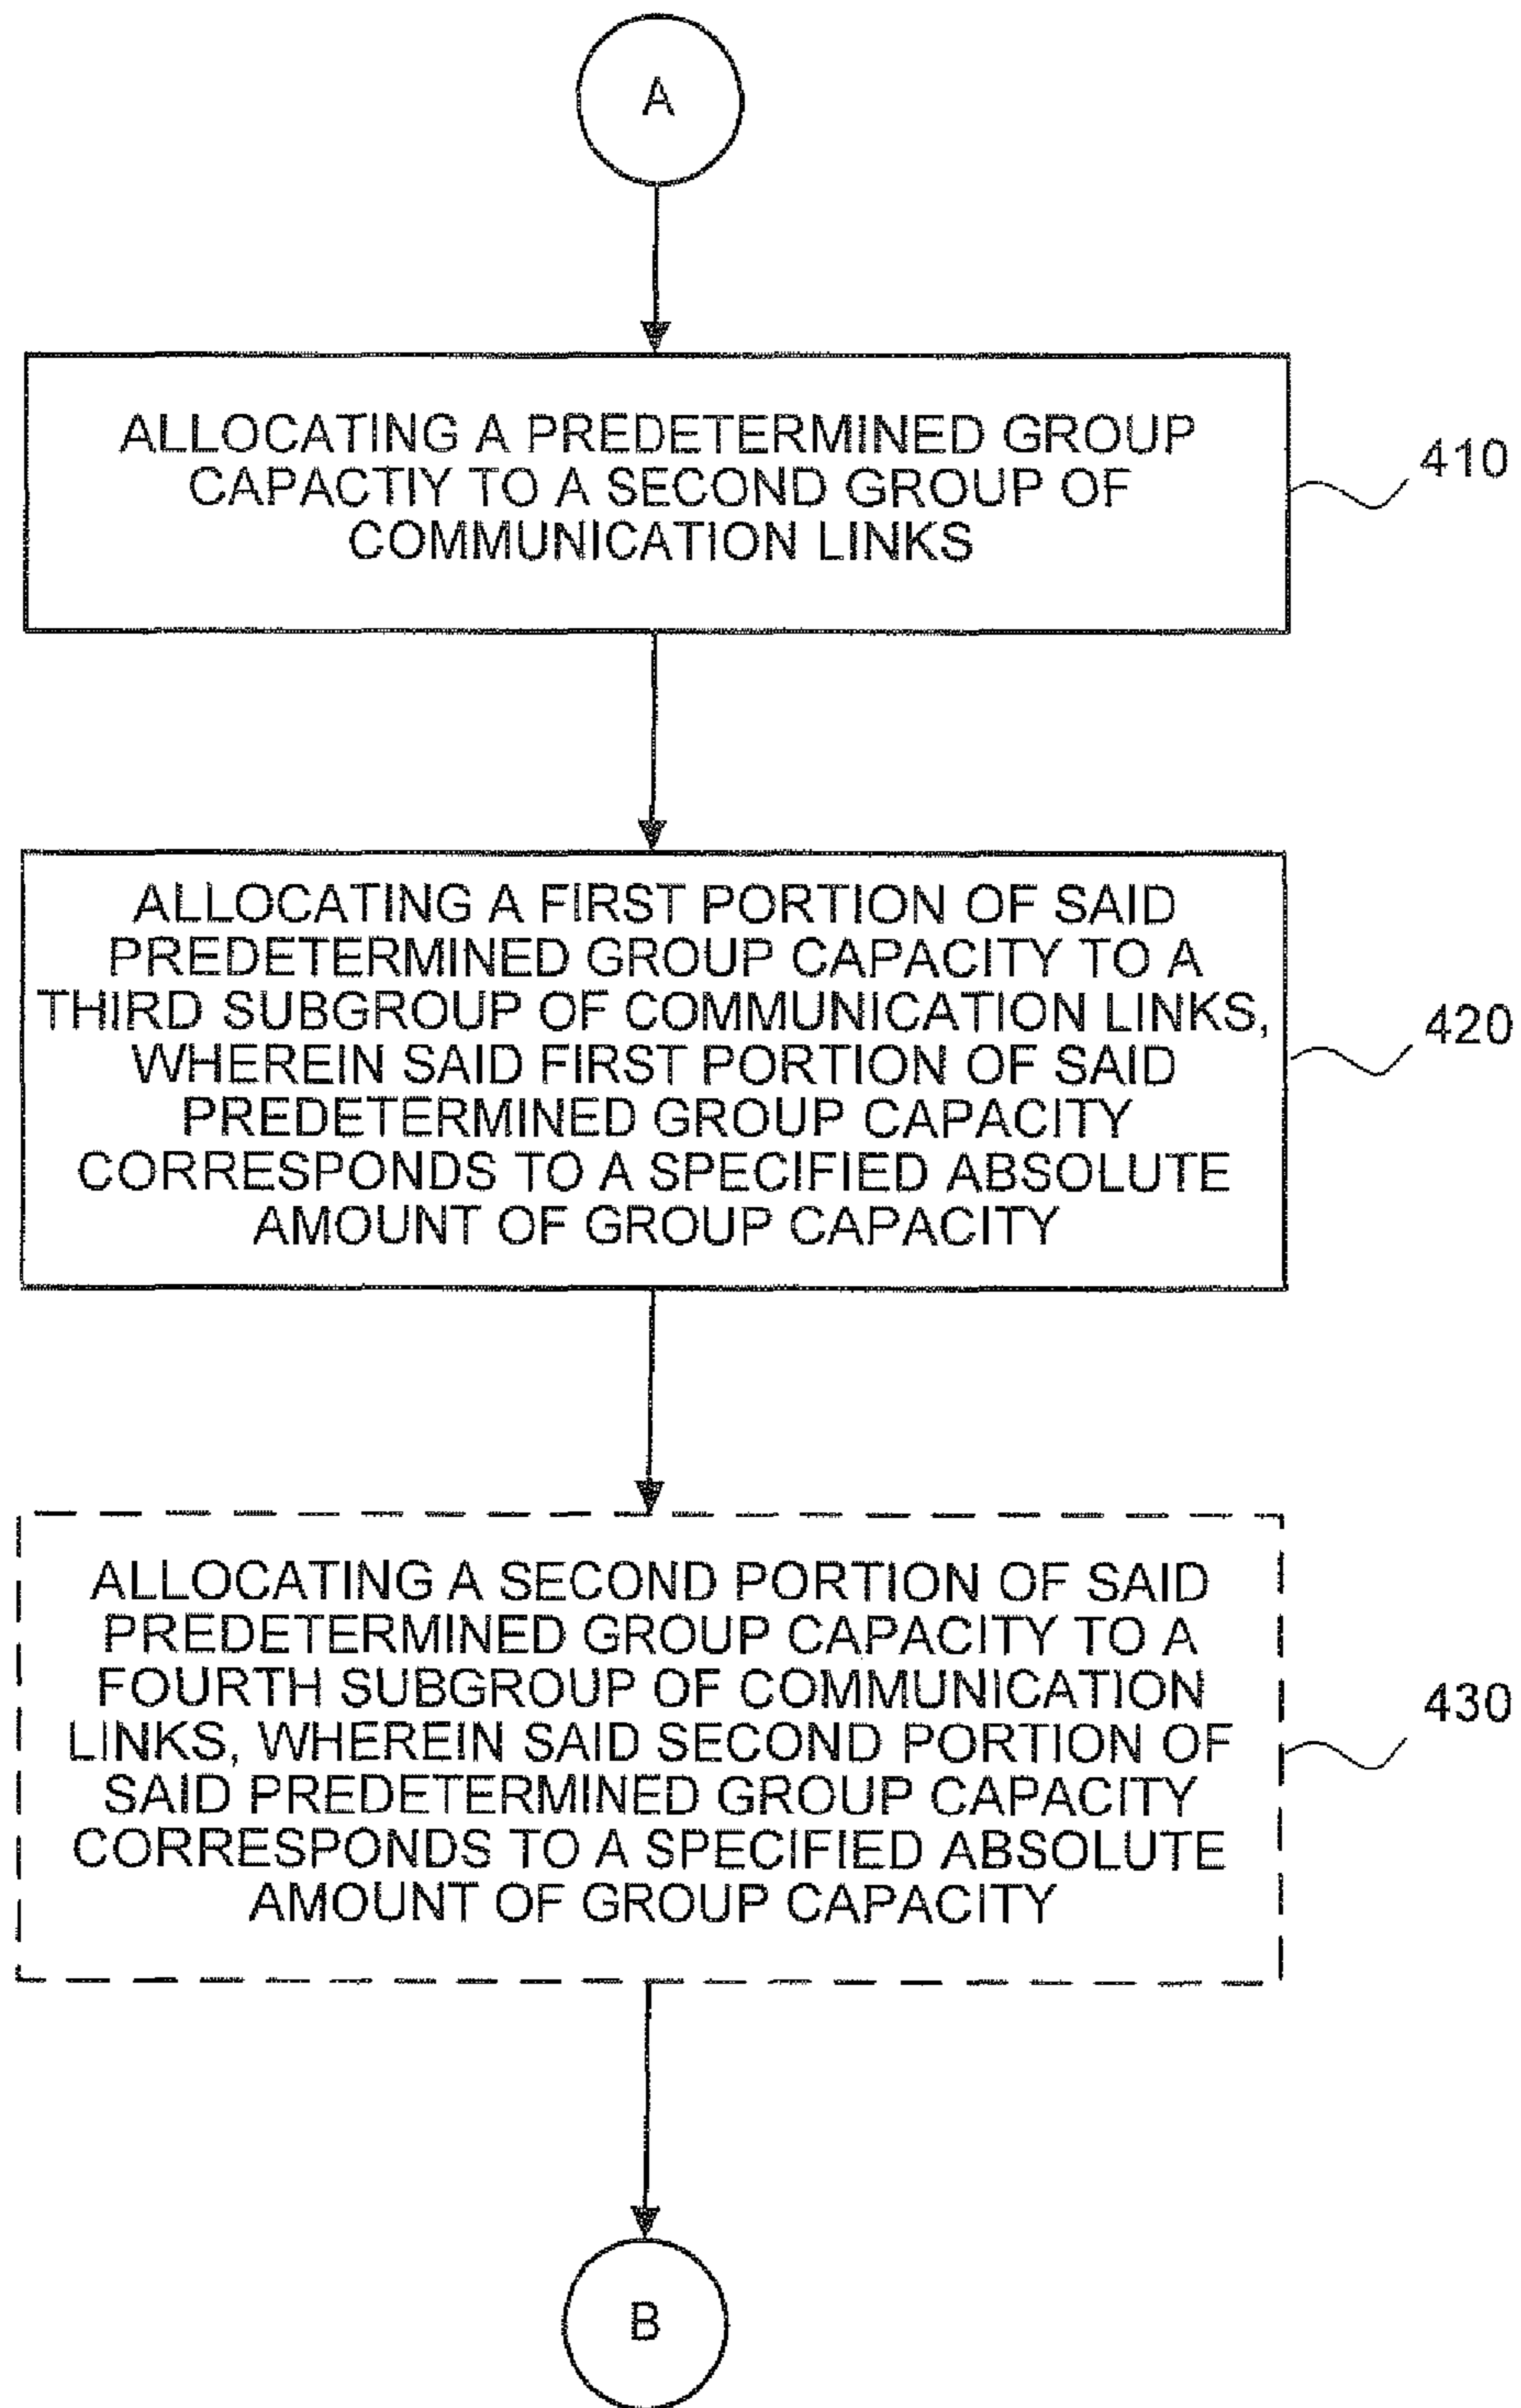 A
ALLOCATING A PREDETERMINED GROUP
CAPACTIY TO A SECOND GROUP OF
COMMUNICATION LINKS
410
ALLOCATING A FIRST PORTION OF SAID
PREDETERMINED GROUP CAPACITY TO A
THIRD SUBGROUP OF COMMUNICATION LINKS,
WHEREIN SAID FIRST PORTION OF SAID
PREDETERMINED GROUP CAPACITY
CORRESPONDS TO A SPECIFIED ABSOLUTE
AMOUNT OF GROUP CAPACITY
420
ALLOCATING A SECOND PORTION OF SAID
PREDETERMINED GROUP CAPACITY TO A
FOURTH SUBGROUP OF COMMUNICATION
LINKS, WHEREIN SAID SECOND PORTION OF
SAID PREDETERMINED GROUP CAPACITY
CORRESPONDS TO A SPECIFIED ABSOLUTE
AMOUNT OF GROUP CAPACITY
430
B